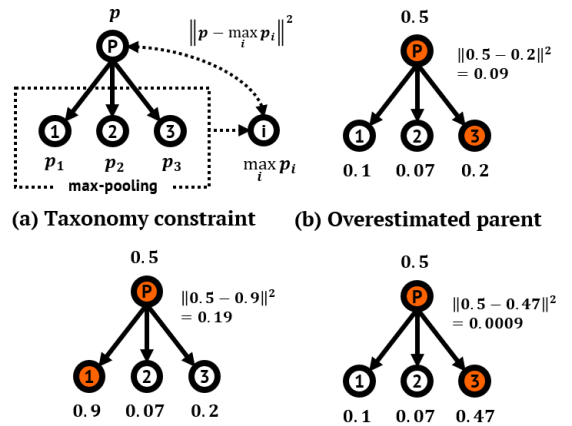 p
‖p − max p_i‖²
i
P
1 2 3 i
p₁ p₂ p₃ max p_i
i
max-pooling
(a) Taxonomy constraint
0.5
P
‖0.5 − 0.2‖²
= 0.09
1 2 3
0.1 0.07 0.2
(b) Overestimated parent
0.5
P
‖0.5 − 0.9‖²
= 0.19
1 2 3
0.9 0.07 0.2
0.5
P
‖0.5 − 0.47‖²
= 0.0009
1 2 3
0.1 0.07 0.47